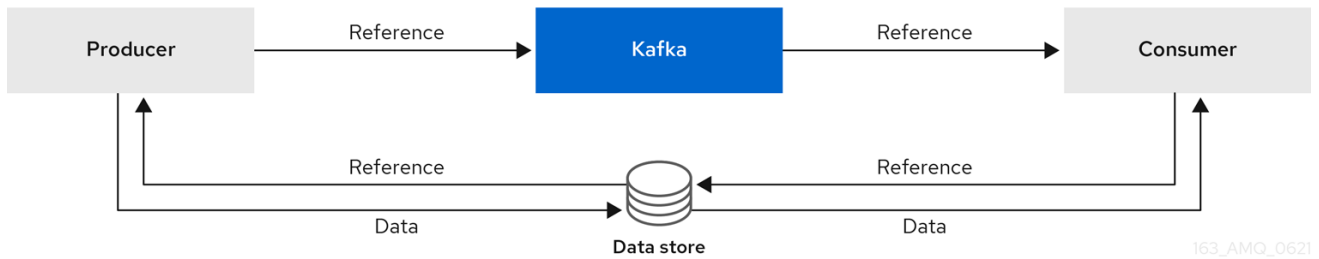 Reference
Reference
Producer
Kafka
Consumer
Reference
Reference
Data
Data
Data store
163_AMQ_0621